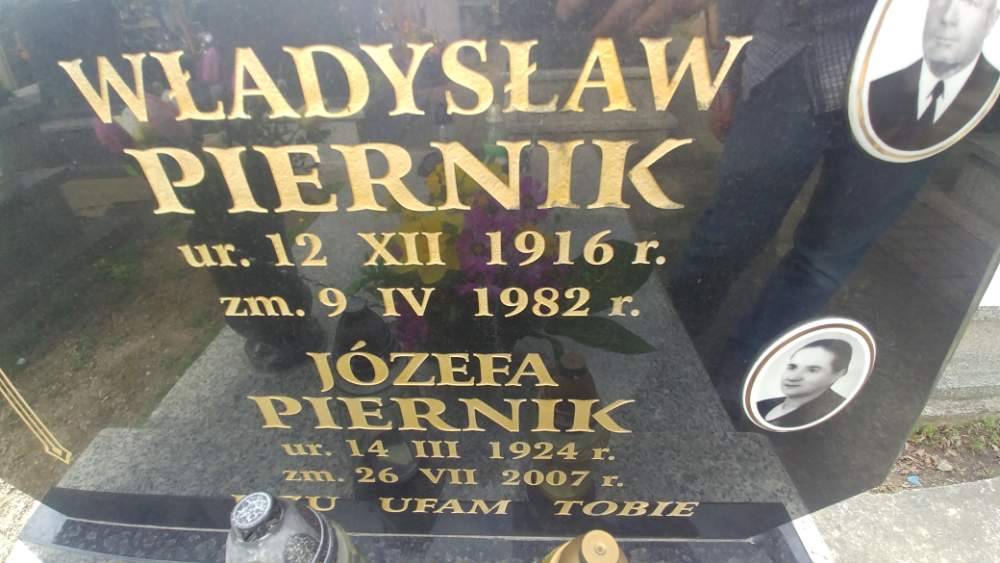 WŁADYSŁAW
PIERNIK
ur. 12 XII 1916 r.
zm. 9 IV 1982 r.
JÓZEFA
PIERNIK
ur. 14 III 1924 r.
zm. 26 VII 2007 r.
UFAM TOBIE